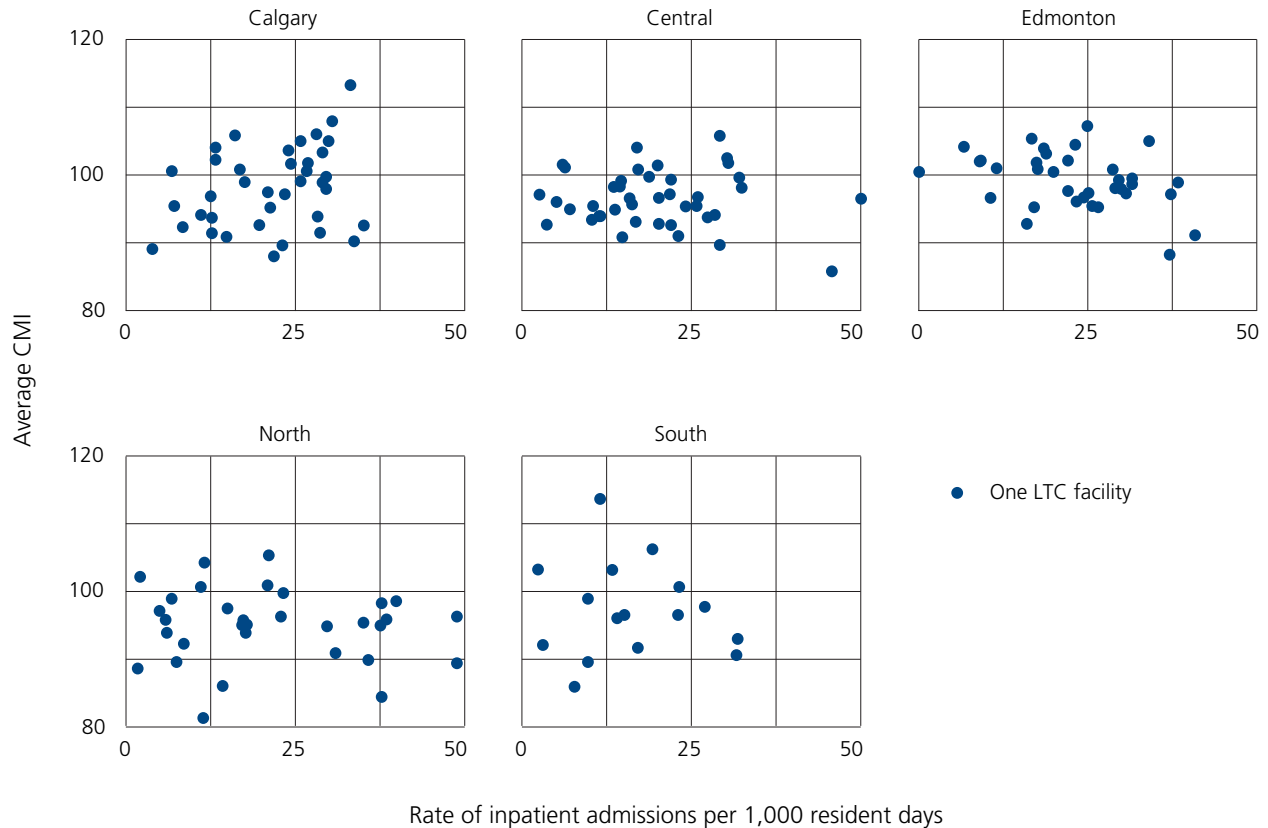 Calgary Central Edmonton
120
100
80
0 25 50 0 25 50 0 25 50
Average CMI
North South
120
100
80
0 25 50 0 25 50
One LTC facility
Rate of inpatient admissions per 1,000 resident days